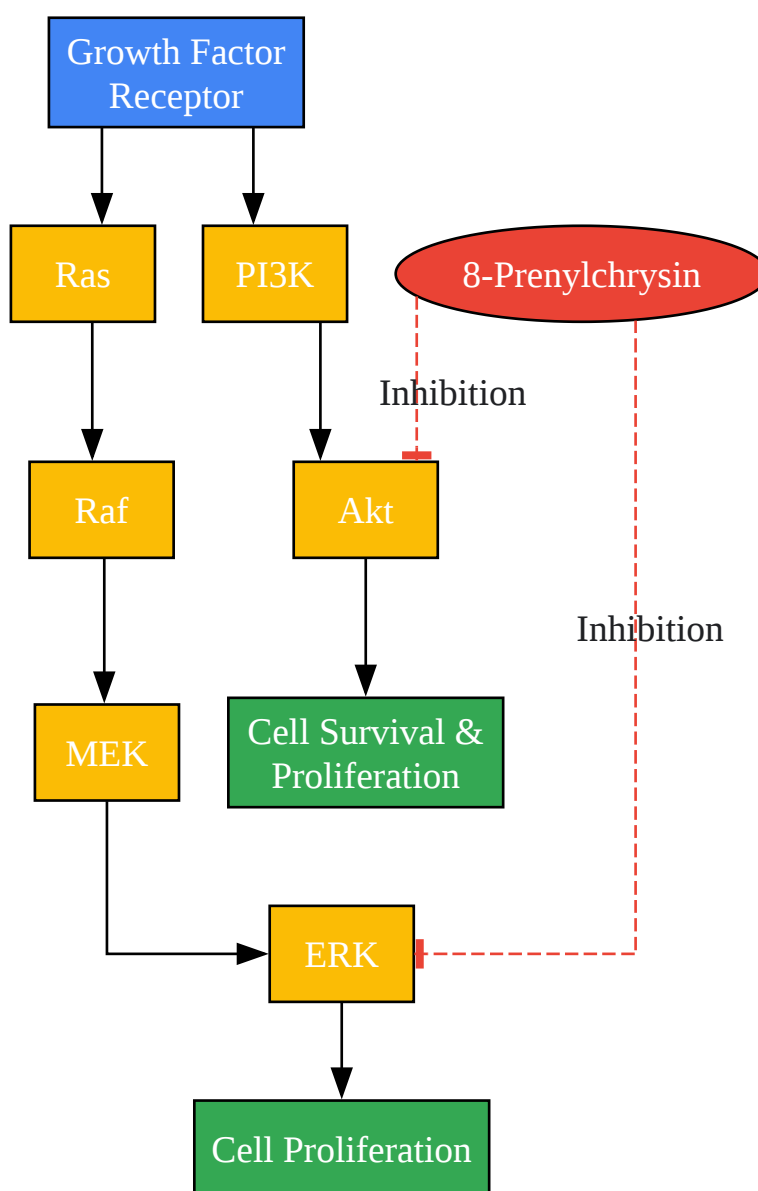 Growth Factor
Receptor
Ras
PI3K
8-Prenylchrysin
Inhibition
Raf
Akt
Inhibition
MEK
Cell Survival &
Proliferation
ERK
Cell Proliferation